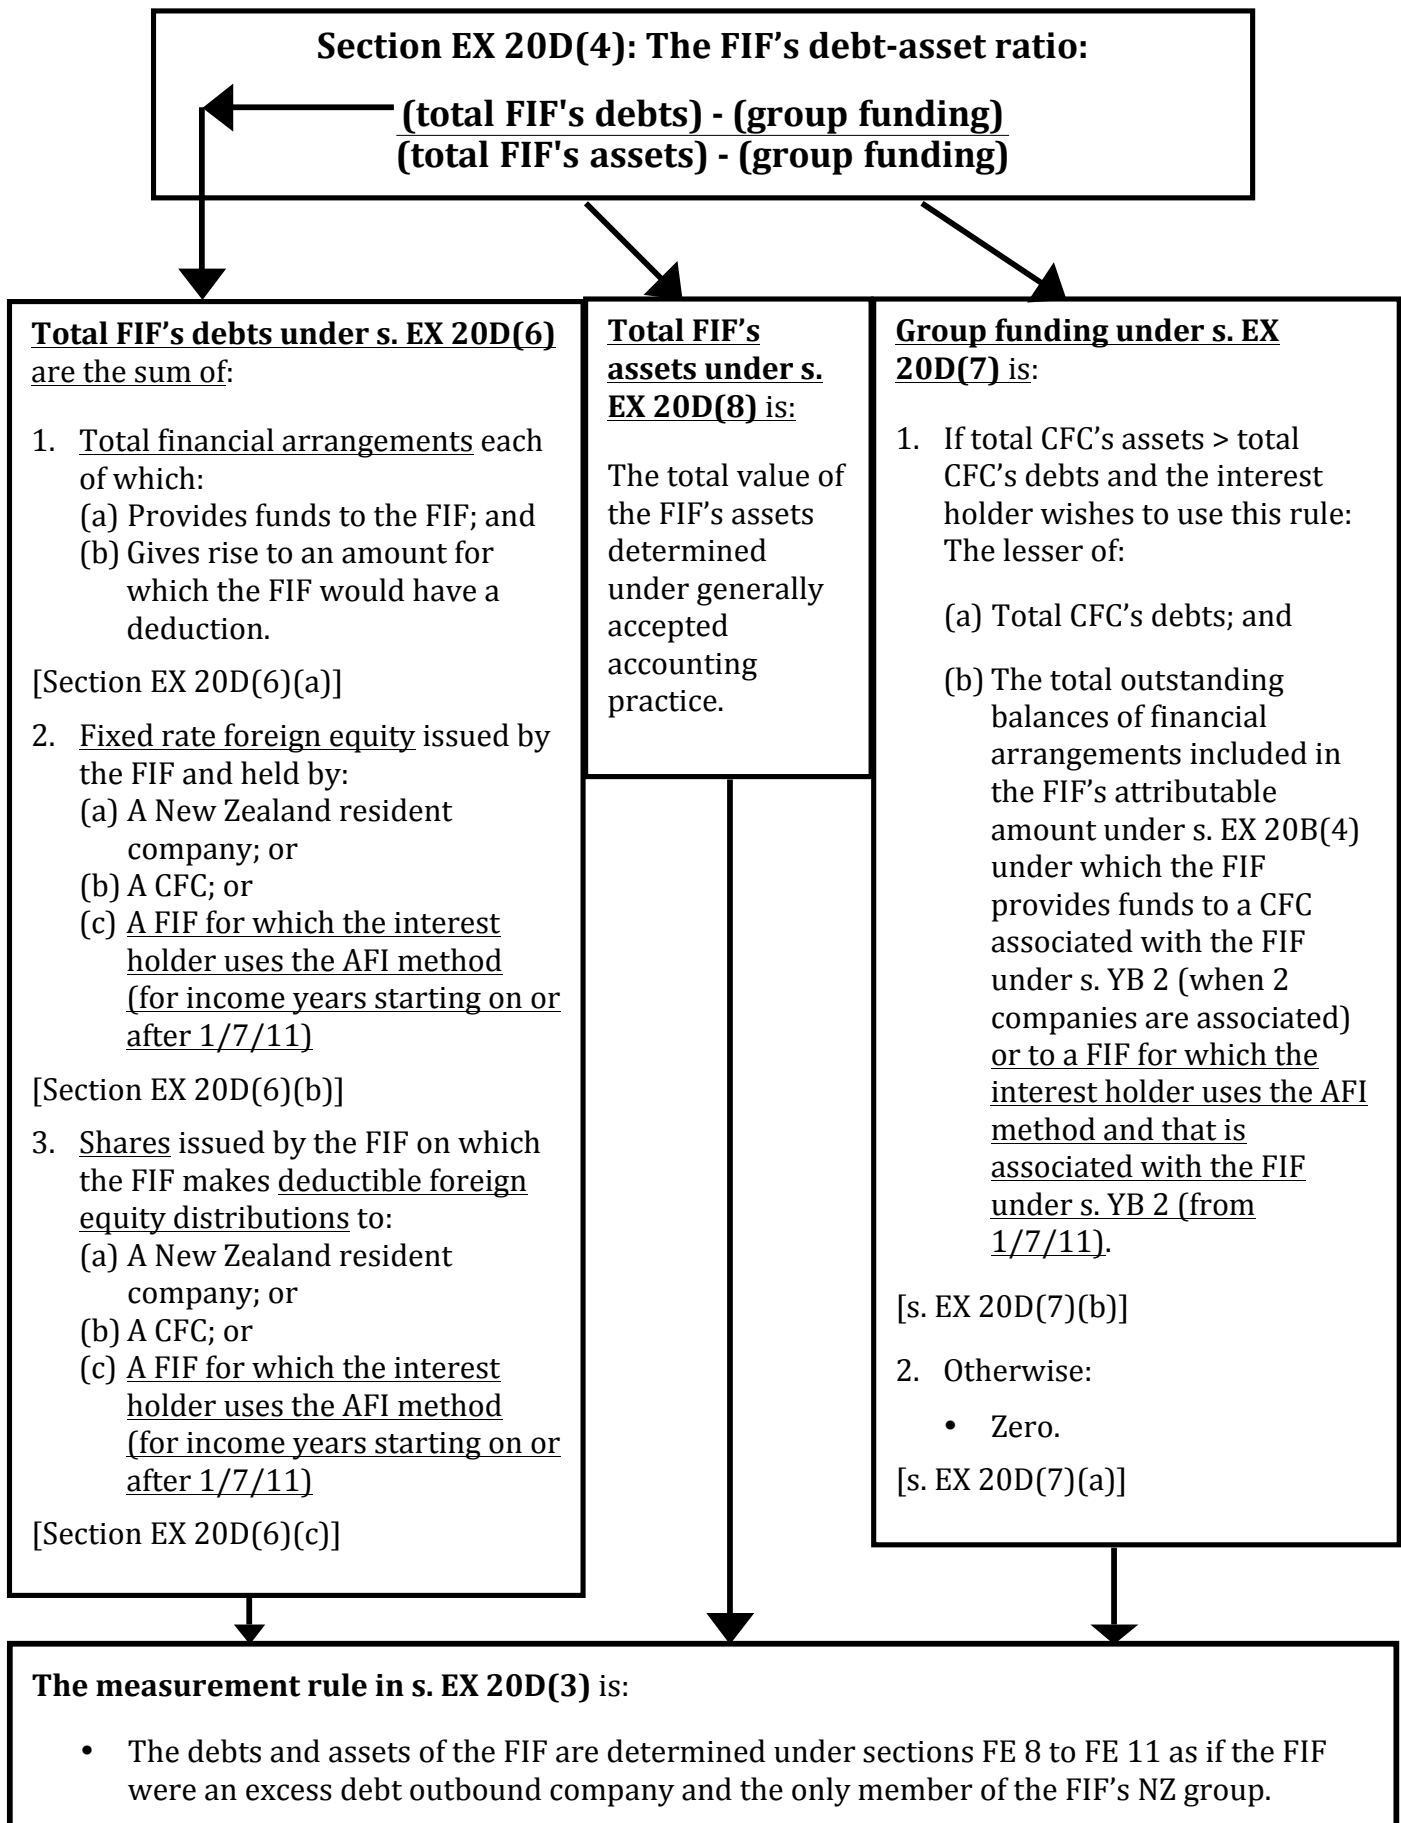 Section EX 20D(4): The FIF’s debt-asset ratio:
(total FIF's debts) - (group funding)
(total FIF's assets) - (group funding)
Total FIF’s debts under s. EX 20D(6)
are the sum of:
1. Total financial arrangements each
of which:
(a) Provides funds to the FIF; and
(b) Gives rise to an amount for
which the FIF would have a
deduction.
[Section EX 20D(6)(a)]
2. Fixed rate foreign equity issued by
the FIF and held by:
(a) A New Zealand resident
company; or
(b) A CFC; or
(c) A FIF for which the interest
holder uses the AFI method
(for income years starting on or
after 1/7/11)
[Section EX 20D(6)(b)]
3. Shares issued by the FIF on which
the FIF makes deductible foreign
equity distributions to:
(a) A New Zealand resident
company; or
(b) A CFC; or
(c) A FIF for which the interest
holder uses the AFI method
(for income years starting on or
after 1/7/11)
[Section EX 20D(6)(c)]
Total FIF’s
assets under s.
EX 20D(8) is:
The total value of
the FIF’s assets
determined
under generally
accepted
accounting
practice.
Group funding under s. EX
20D(7) is:
1. If total CFC’s assets > total
CFC’s debts and the interest
holder wishes to use this rule:
The lesser of:
(a) Total CFC’s debts; and
(b) The total outstanding
balances of financial
arrangements included in
the FIF’s attributable
amount under s. EX 20B(4)
under which the FIF
provides funds to a CFC
associated with the FIF
under s. YB 2 (when 2
companies are associated)
or to a FIF for which the
interest holder uses the AFI
method and that is
associated with the FIF
under s. YB 2 (from
1/7/11).
[s. EX 20D(7)(b)]
2. Otherwise:
• Zero.
[s. EX 20D(7)(a)]
The measurement rule in s. EX 20D(3) is:
• The debts and assets of the FIF are determined under sections FE 8 to FE 11 as if the FIF
were an excess debt outbound company and the only member of the FIF’s NZ group.